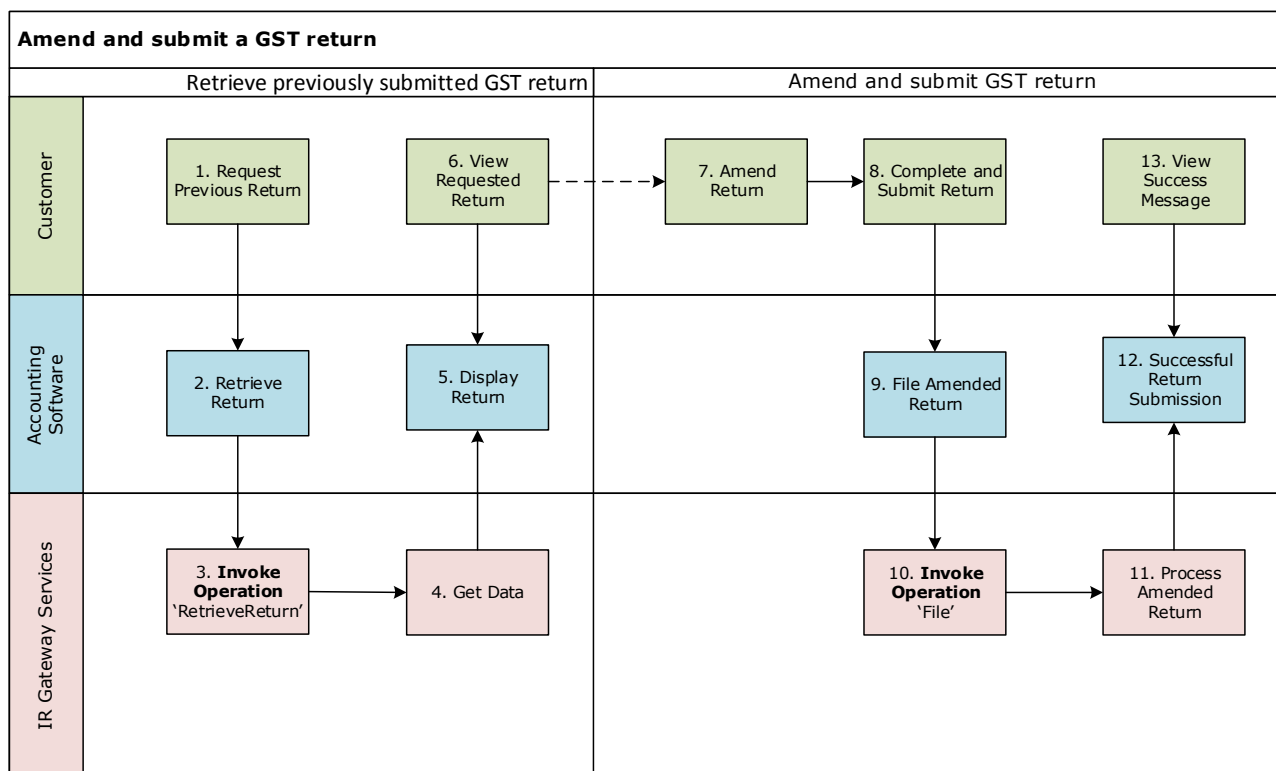 Amend and submit a GST return
Retrieve previously submitted GST return
Amend and submit GST return
Customer
1. Request
Previous Return
6. View
Requested
Return
7. Amend
Return
8. Complete and
Submit Return
13. View
Success
Message
Accounting
Software
2. Retrieve
Return
5. Display
Return
9. File Amended
Return
12. Successful
Return
Submission
IR Gateway Services
3. Invoke
Operation
‘RetrieveReturn’
4. Get Data
10. Invoke
Operation
‘File’
11. Process
Amended
Return